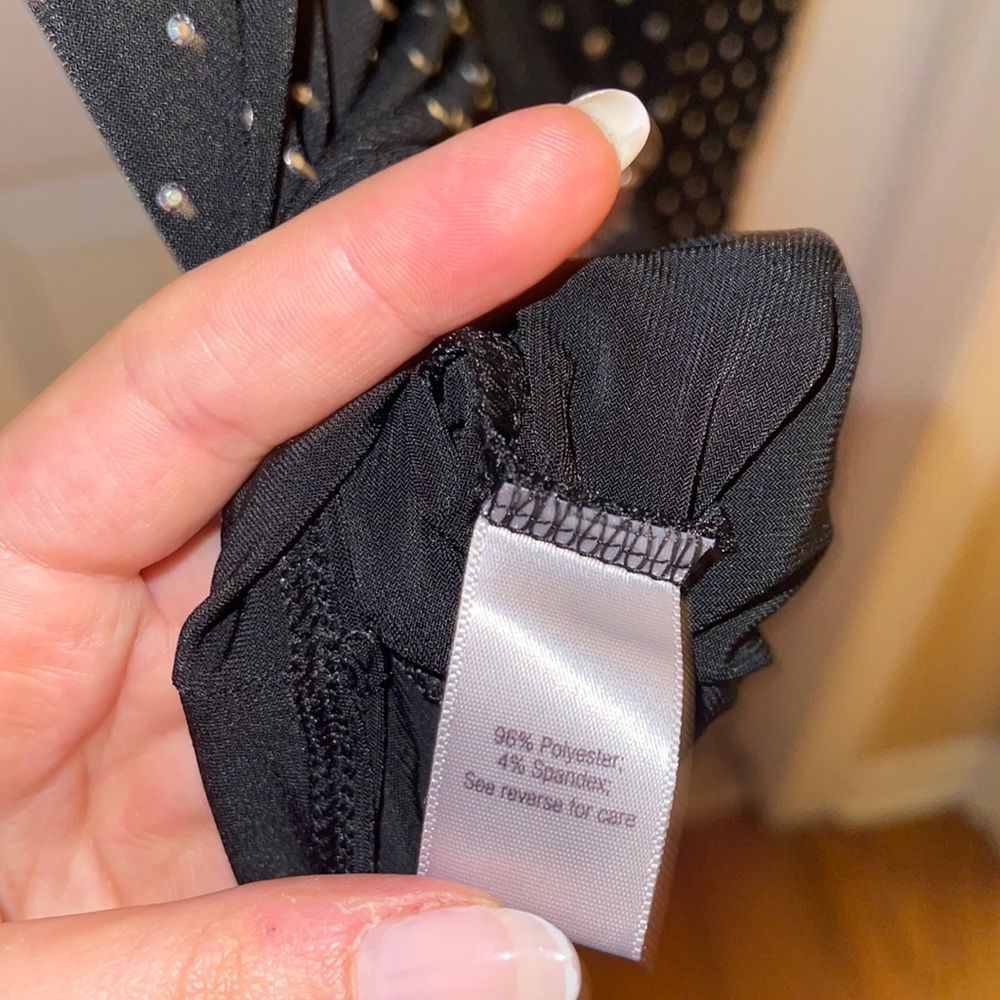 96% Polyester;
4% Spandex;
See reverse for care